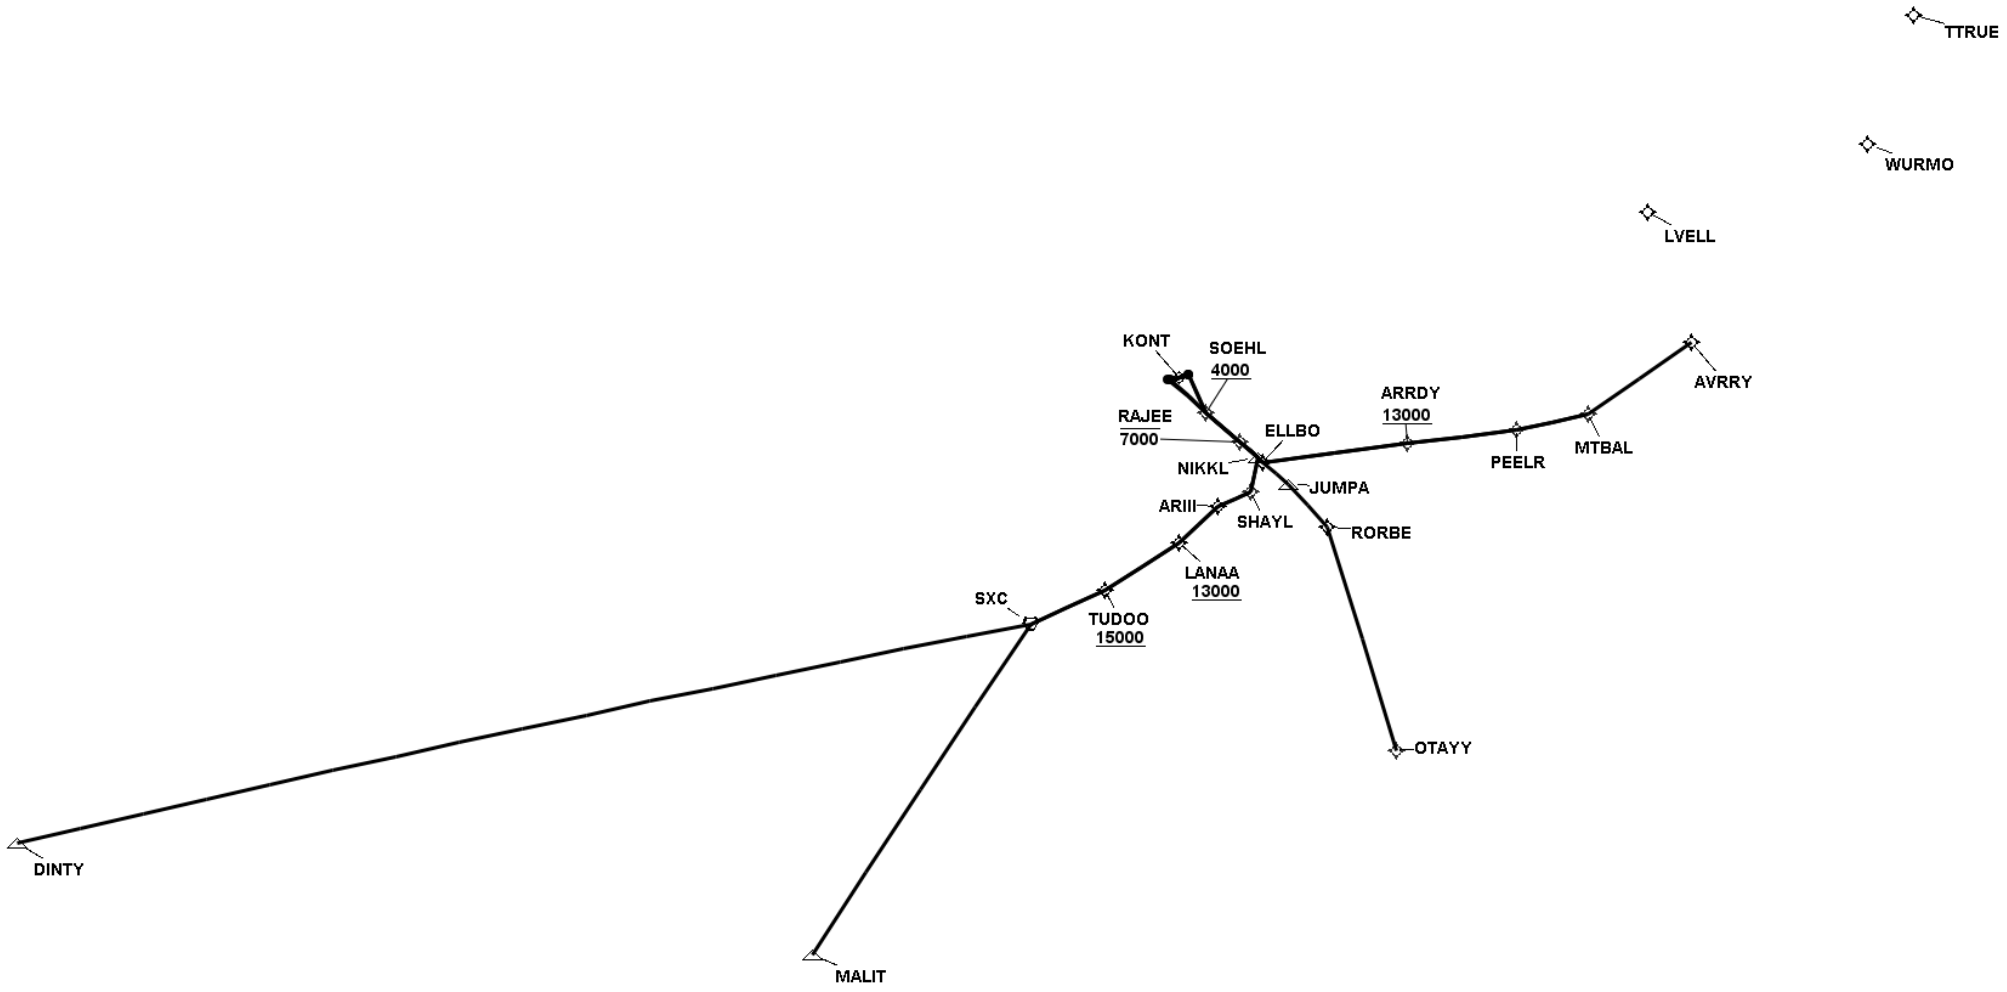 TTRUE
WURMO
LVELL
KONT
SOEHL
4000
AVRRY
ARRDY
13000
RAJEE
7000
ELLBO
MTBAL
PEELR
NIKKL
JUMPA
ARIII
SHAYL
RORBE
LANAA
13000
SXC
TUDOO
15000
OTAYY
DINTY
MALIT